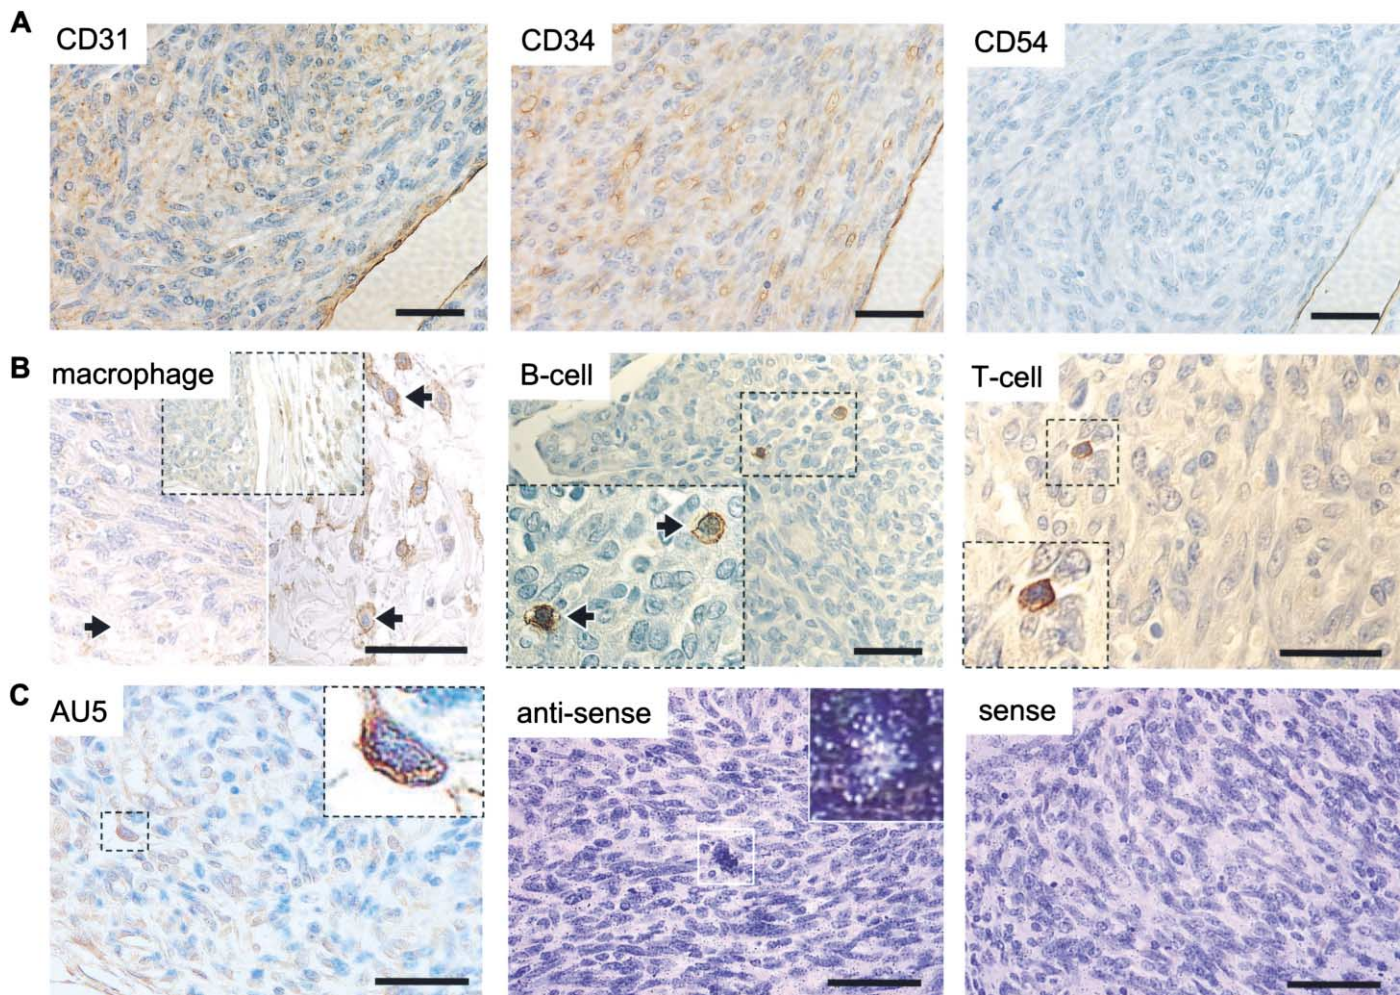 A
CD31
CD34
CD54
B
macrophage
B-cell
T-cell
C
AU5
anti-sense
sense